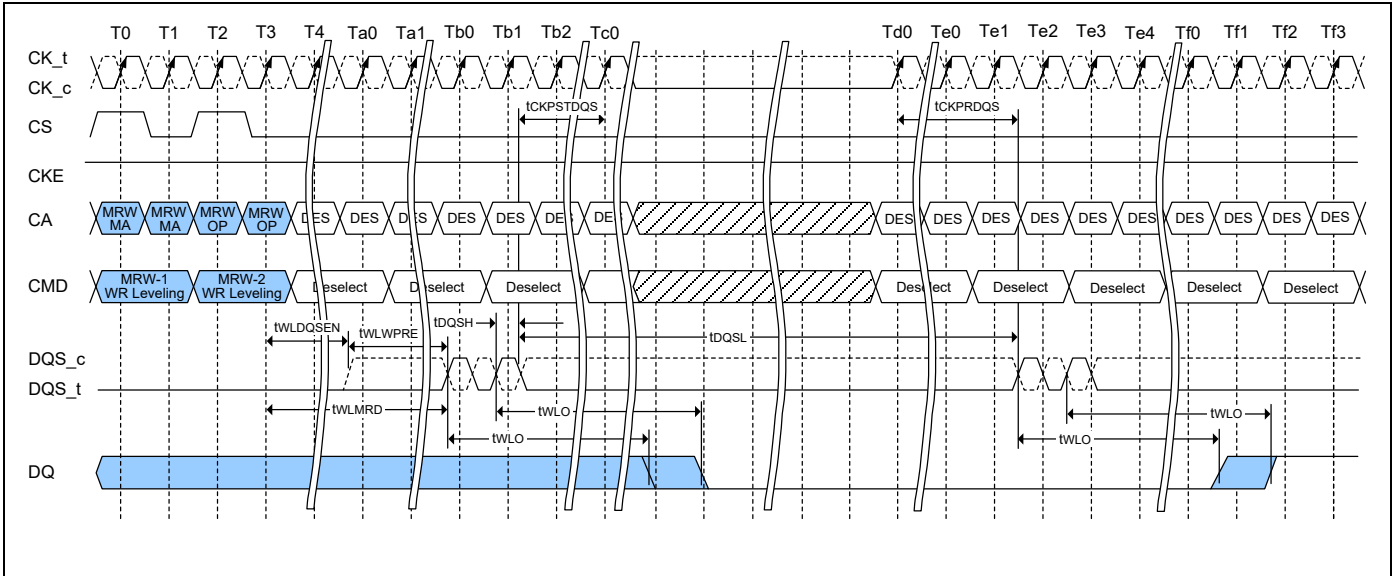 T0 T1 T2 T3 T4 Ta0 Ta1 Tb0 Tb1 Tb2 Tc0 Td0 Te0 Te1 Te2 Te3 Te4 Tf0 Tf1 Tf2 Tf3
CK_t
CK_c
tCKPSTDQS tCKPRDQS
CS
CKE
CA MRW MRW MRW MRW DES DES DES DES DES DES DES DES DES DES DES DES DES DES DES DES DES
MA MA OP OP
CMD MRW-1 MRW-2 Deselect Deselect Deselect Deselect Deselect Deselect Deselect Deselect
WR Leveling WR Leveling
tWLDQSEN tWLWPRE tDQSH tDQSL
DQS_c
DQS_t
tWLMRD tWLO tWLO
tWLO tWLO
DQ